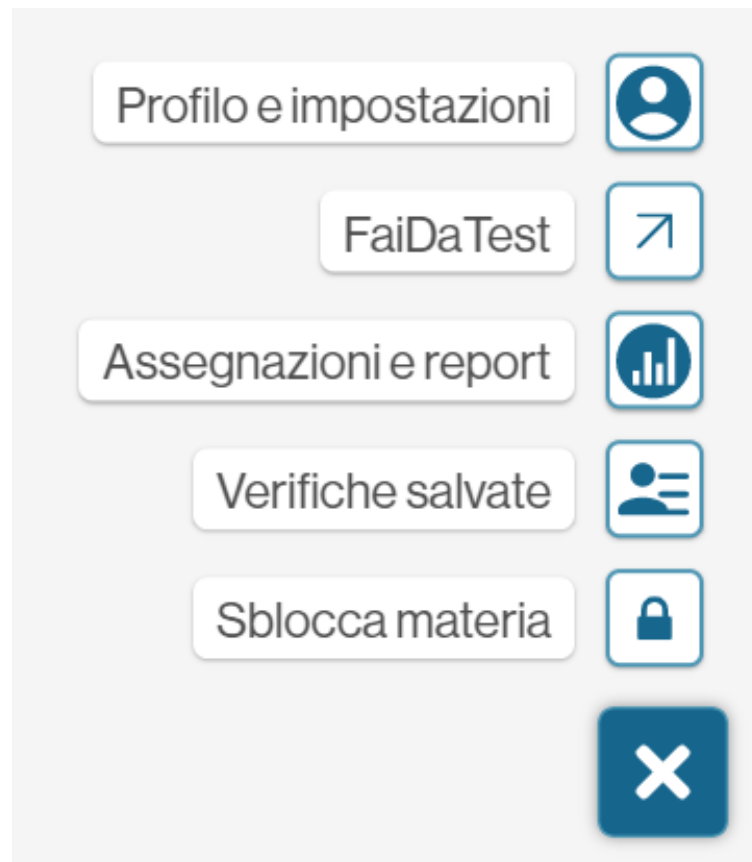 Profilo e impostazioni
FaiDaTest
Assegnazioni e report
Verifiche salvate
Sblocca materia